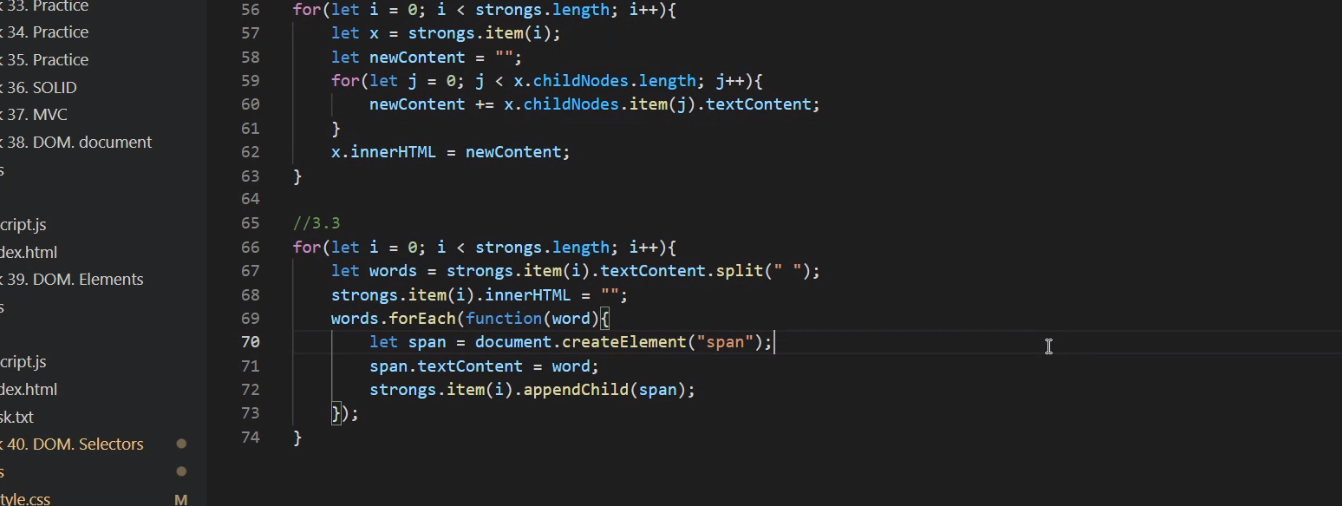 33. Practice
34. Practice
35. Practice
36. SOLID
37. MVC
38. DOM. document
s
cript.js
dex.html
39. DOM. Elements
s
cript.js
dex.html
sk.txt
40. DOM. Selectors
s
tyle.css M
56 for(let i = 0; i < strongs.length; i++){
57 let x = strongs.item(i);
58 let newContent = "";
59 for(let j = 0; j < x.childNodes.length; j++){
60 newContent += x.childNodes.item(j).textContent;
61 }
62 x.innerHTML = newContent;
63 }
64
65 //3.3
66 for(let i = 0; i < strongs.length; i++){
67 let words = strongs.item(i).textContent.split(" ");
68 strongs.item(i).innerHTML = "";
69 words.forEach(function(word){
70 let span = document.createElement("span");
71 span.textContent = word;
72 strongs.item(i).appendChild(span);
73 });
74 }